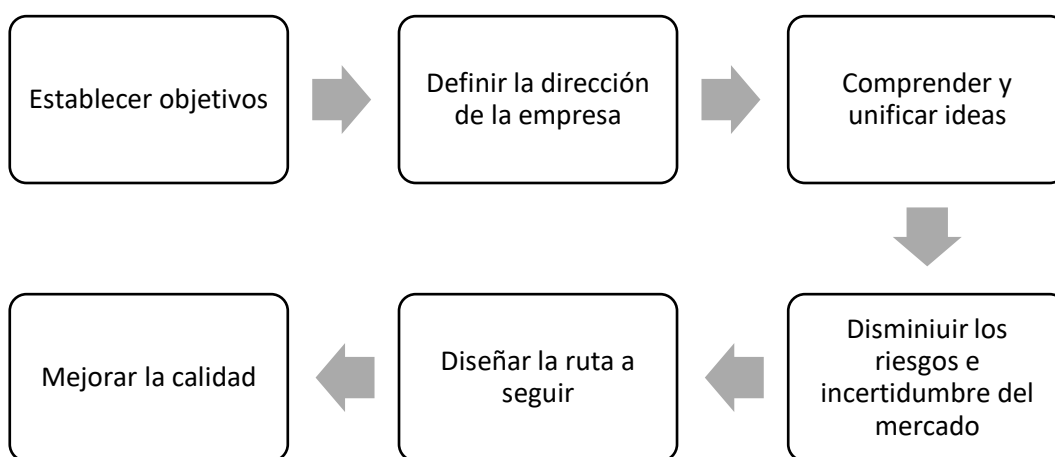 Establecer objetivos
Definir la dirección
de la empresa
Comprender y
unificar ideas
Disminiuir los
riesgos e
incertidumbre del
mercado
Diseñar la ruta a
seguir
Mejorar la calidad